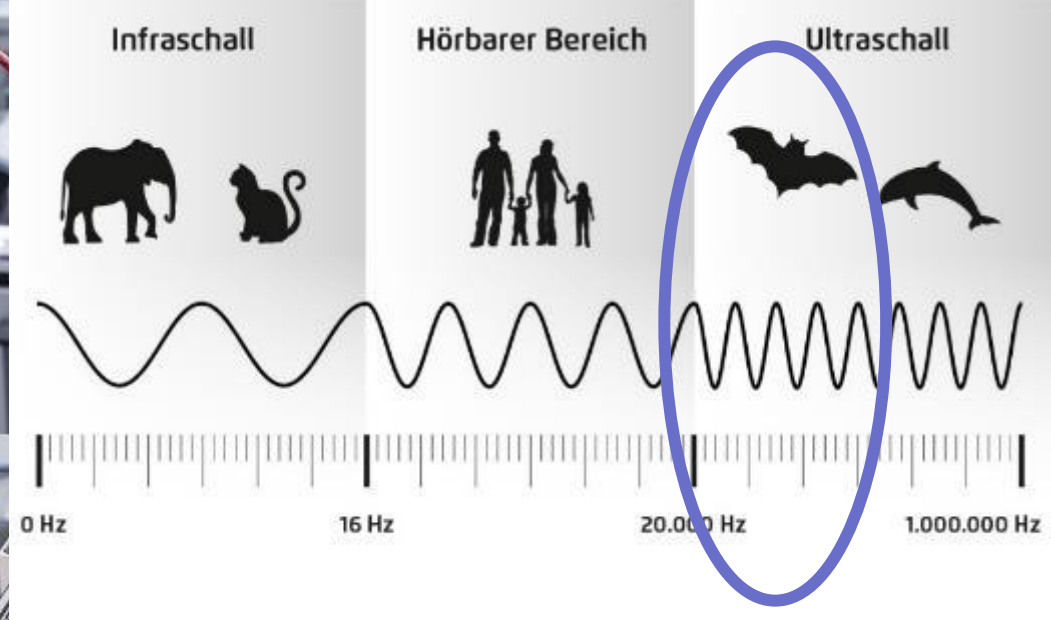 Infraschall
Hörbarer Bereich
Ultraschall
0 Hz
16 Hz
20.000 Hz
1.000.000 Hz